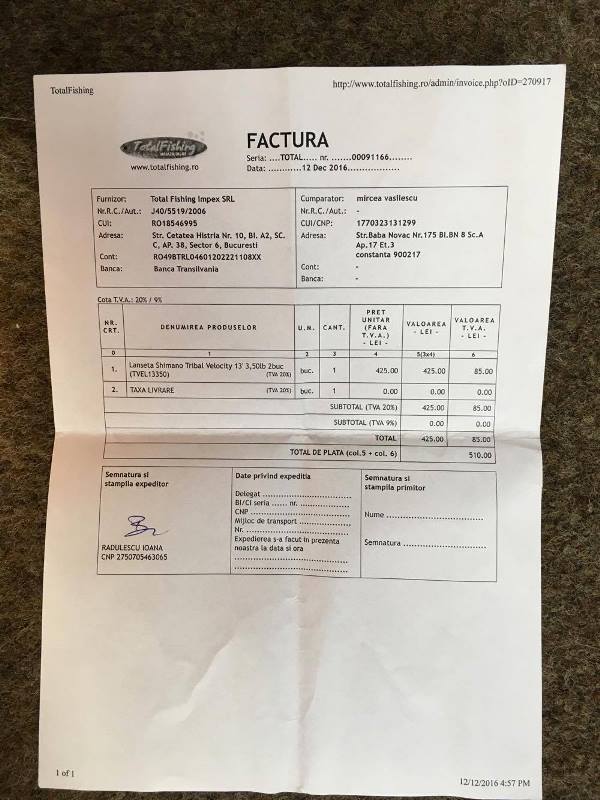 TotalFishing
http://www.totalfishing.ro/admin/invoice.php?oID=270917
TotalFishing
MAGAZIN ONLINE
www.totalfishing.ro
FACTURA
Seria: ....TOTAL..... nr. .......00091166........
Data: ............12 Dec 2016..................
Furnizor: Total Fishing Impex SRL
Nr.R.C./Aut.: J40/5519/2006
CUI: RO18546995
Adresa: Str. Cetatea Histria Nr. 10, Bl. A2, SC.
C, AP. 38, Sector 6, Bucuresti
Cont: RO49BTRL04601202221108XX
Banca: Banca Transilvania
Cumparator: mircea vasilescu
Nr.R.C./Aut.: -
CUI/CNP: 1770323131299
Adresa: Str.Baba Novac Nr.175 Bl.BN 8 Sc.A
Ap.17 Et.3
constanta 900217
Cont: -
Banca: -
Cota T.V.A.: 20% / 9%
NR. CRT. DENUMIREA PRODUSELOR U.M. CANT. PRET UNITAR (FARA T.V.A.) - LEI - VALOAREA - LEI - VALOAREA T.V.A. - LEI -
0 1 2 3 4 5(3x4) 6
1. Lanseta Shimano Tribal Velocity 13' 3,50lb 2buc
(TVEL13350) (TVA 20%) buc. 1 425.00 425.00 85.00
2. TAXA LIVRARE (TVA 20%) buc. 1 0.00 0.00 0.00
SUBTOTAL (TVA 20%) 425.00 85.00
SUBTOTAL (TVA 9%) 0.00 0.00
TOTAL 425.00 85.00
TOTAL DE PLATA (col.5 + col. 6) 510.00
Semnatura si
stampila expeditor
RADULESCU IOANA
CNP 2750705463065
Date privind expeditia
Delegat ............................
BI/CI seria ...... nr. ................
CNP ................................
Mijloc de transport ................
Nr. ................................
Expedierea s-a facut in prezenta
noastra la data si ora
....................................
....................................
Semnatura si
stampila primitor
Nume ..............................
Semnatura .........................
1 of 1
12/12/2016 4:57 PM